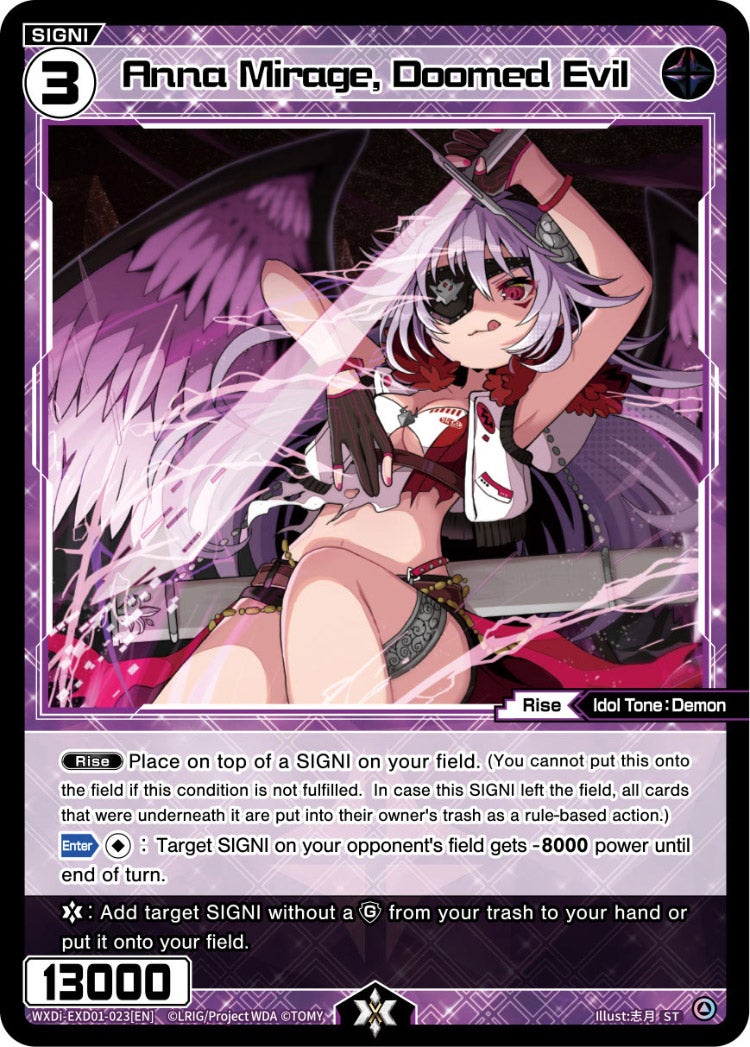 SIGNI
3
Anna Mirage, Doomed Evil
Rise Idol Tone:Demon
Rise Place on top of a SIGNI on your field. (You cannot put this onto
the field if this condition is not fulfilled. In case this SIGNI left the field, all cards
that were underneath it are put into their owner's trash as a rule-based action.)
Enter : Target SIGNI on your opponent's field gets -8000 power until
end of turn.
: Add target SIGNI without a G from your trash to your hand or
put it onto your field.
13000
WXDi-EXD01-023[EN] ©LRIG/Project WDA ©TOMY Illust:志月 ST